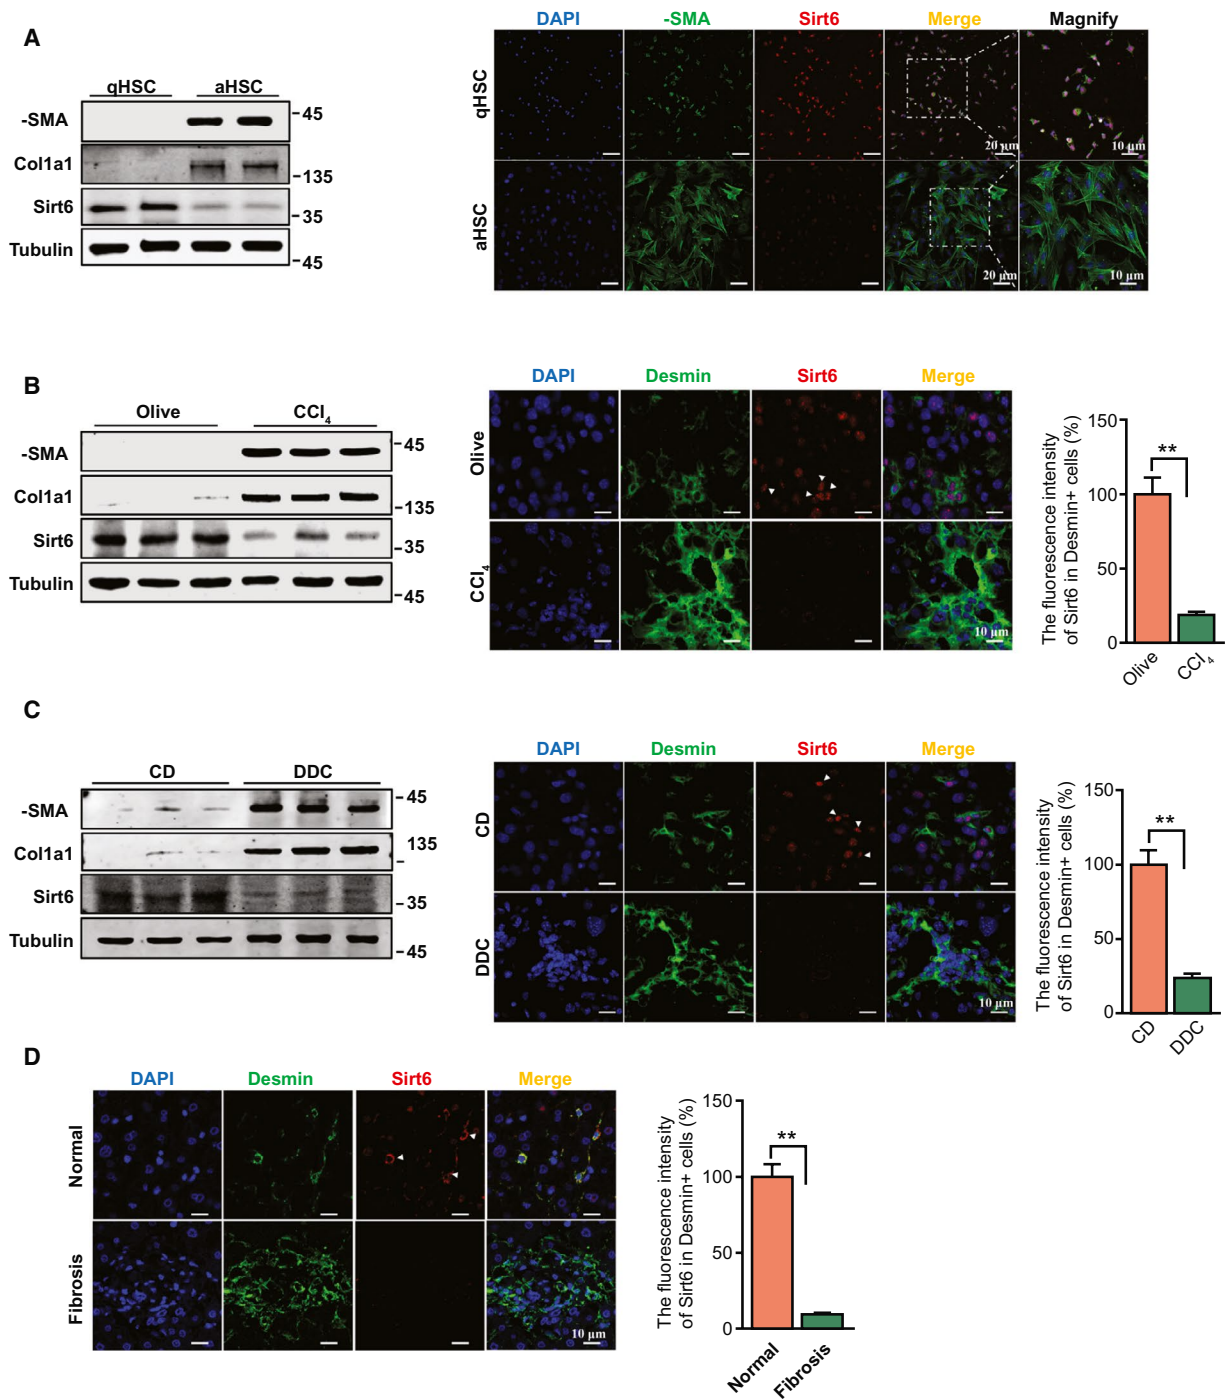 A
qHSC aHSC
-SMA
Col1a1
Sirt6
Tubulin
-45
-135
-35
-45
DAPI -SMA Sirt6 Merge Magnify
qHSC
20 μm 10 μm
aHSC
20 μm 10 μm
B
Olive CCl4
-SMA
Col1a1
Sirt6
Tubulin
-45
-135
-35
-45
DAPI Desmin Sirt6 Merge
Olive
CCl4
10 μm
The fluorescence intensity
of Sirt6 in Desmin+ cells (%)
150
100
50
0
**
Olive CCl4
C
CD DDC
-SMA
Col1a1
Sirt6
Tubulin
45
135
35
45
DAPI Desmin Sirt6 Merge
CD
DDC
10 μm
The fluorescence intensity
of Sirt6 in Desmin+ cells (%)
150
100
50
0
**
CD DDC
D
DAPI Desmin Sirt6 Merge
Normal
Fibrosis
10 μm
The fluorescence intensity
of Sirt6 in Desmin+ cells (%)
150
100
50
0
**
Normal Fibrosis